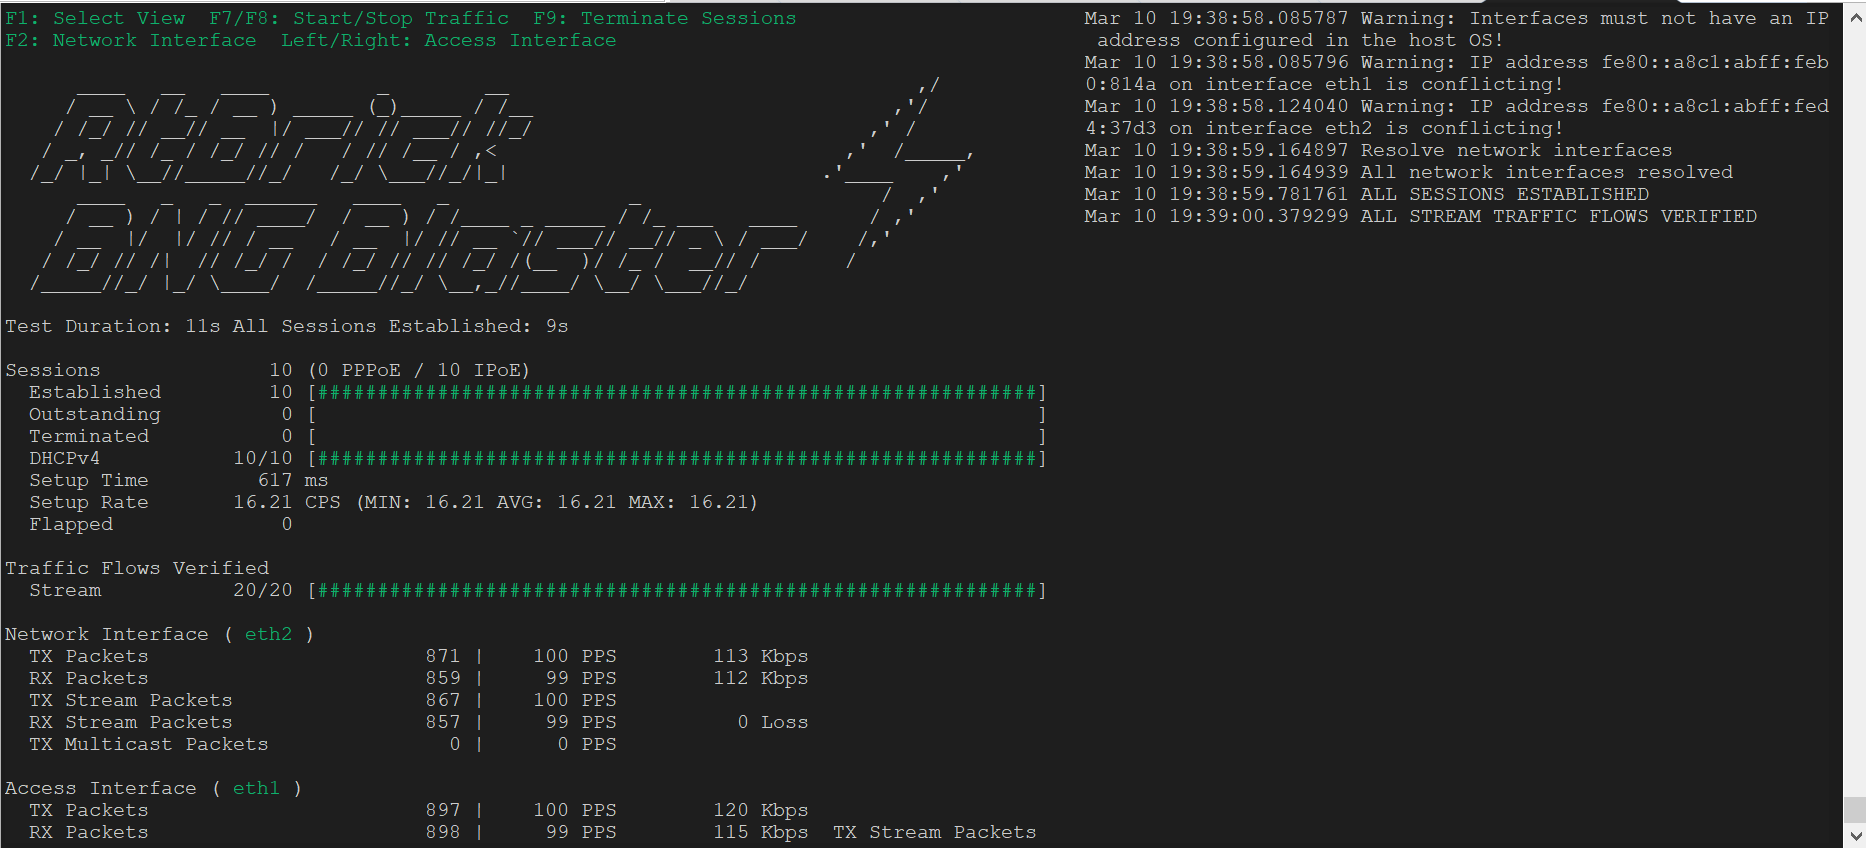 F1: Select View  F7/F8: Start/Stop Traffic  F9: Terminate Sessions
F2: Network Interface  Left/Right: Access Interface
RtBrick
BNG Blaster
Test Duration: 11s All Sessions Established: 9s
Sessions              10 (0 PPPoE / 10 IPoE)
  Established         10 [############################################################]
  Outstanding          0 [                                                            ]
  Terminated           0 [                                                            ]
  DHCPv4           10/10 [############################################################]
  Setup Time         617 ms
  Setup Rate       16.21 CPS (MIN: 16.21 AVG: 16.21 MAX: 16.21)
  Flapped              0
Traffic Flows Verified
  Stream           20/20 [############################################################]
Network Interface ( eth2 )
  TX Packets                       871 |    100 PPS        113 Kbps
  RX Packets                       859 |     99 PPS        112 Kbps
  TX Stream Packets                867 |    100 PPS
  RX Stream Packets                857 |     99 PPS          0 Loss
  TX Multicast Packets               0 |      0 PPS
Access Interface ( eth1 )
  TX Packets                       897 |    100 PPS        120 Kbps
  RX Packets                       898 |     99 PPS        115 Kbps  TX Stream Packets
Mar 10 19:38:58.085787 Warning: Interfaces must not have an IP
 address configured in the host OS!
Mar 10 19:38:58.085796 Warning: IP address fe80::a8c1:abff:feb
0:814a on interface eth1 is conflicting!
Mar 10 19:38:58.124040 Warning: IP address fe80::a8c1:abff:fed
4:37d3 on interface eth2 is conflicting!
Mar 10 19:38:59.164897 Resolve network interfaces
Mar 10 19:38:59.164939 All network interfaces resolved
Mar 10 19:38:59.781761 ALL SESSIONS ESTABLISHED
Mar 10 19:39:00.379299 ALL STREAM TRAFFIC FLOWS VERIFIED